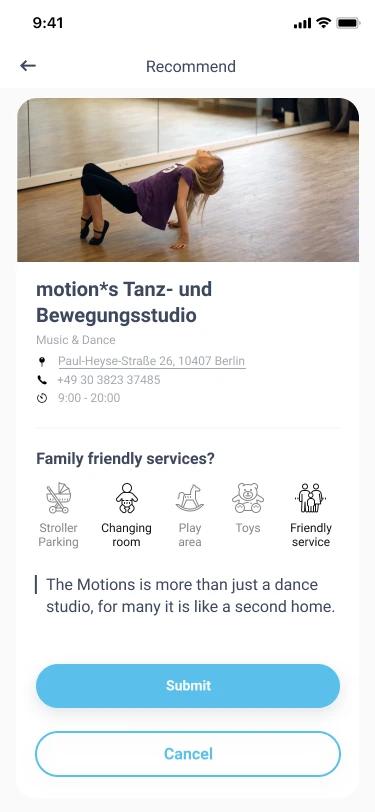 9:41
Recommend
motion*s Tanz- und
Bewegungsstudio
Music & Dance
Paul-Heyse-Straße 26, 10407 Berlin
+49 30 3823 37485
9:00 - 20:00
Family friendly services?
Stroller Parking
Changing room
Play area
Toys
Friendly service
The Motions is more than just a dance
studio, for many it is like a second home.
Submit
Cancel